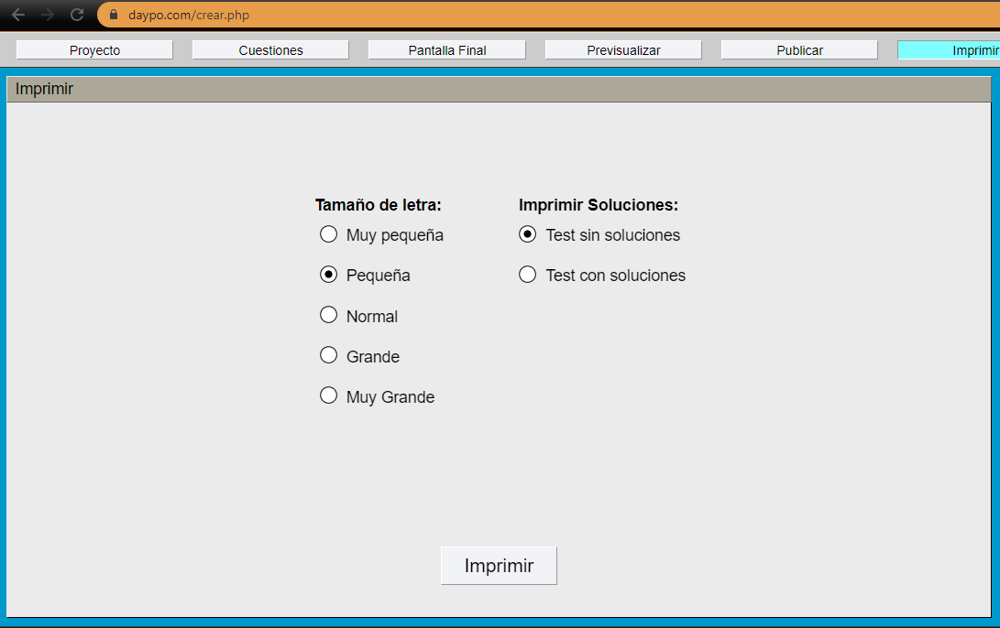 daypo.com/crear.php
Proyecto Cuestiones Pantalla Final Previsualizar Publicar Imprimir
Imprimir
Tamaño de letra: Imprimir Soluciones:
Muy pequeña Test sin soluciones
Pequeña Test con soluciones
Normal
Grande
Muy Grande
Imprimir